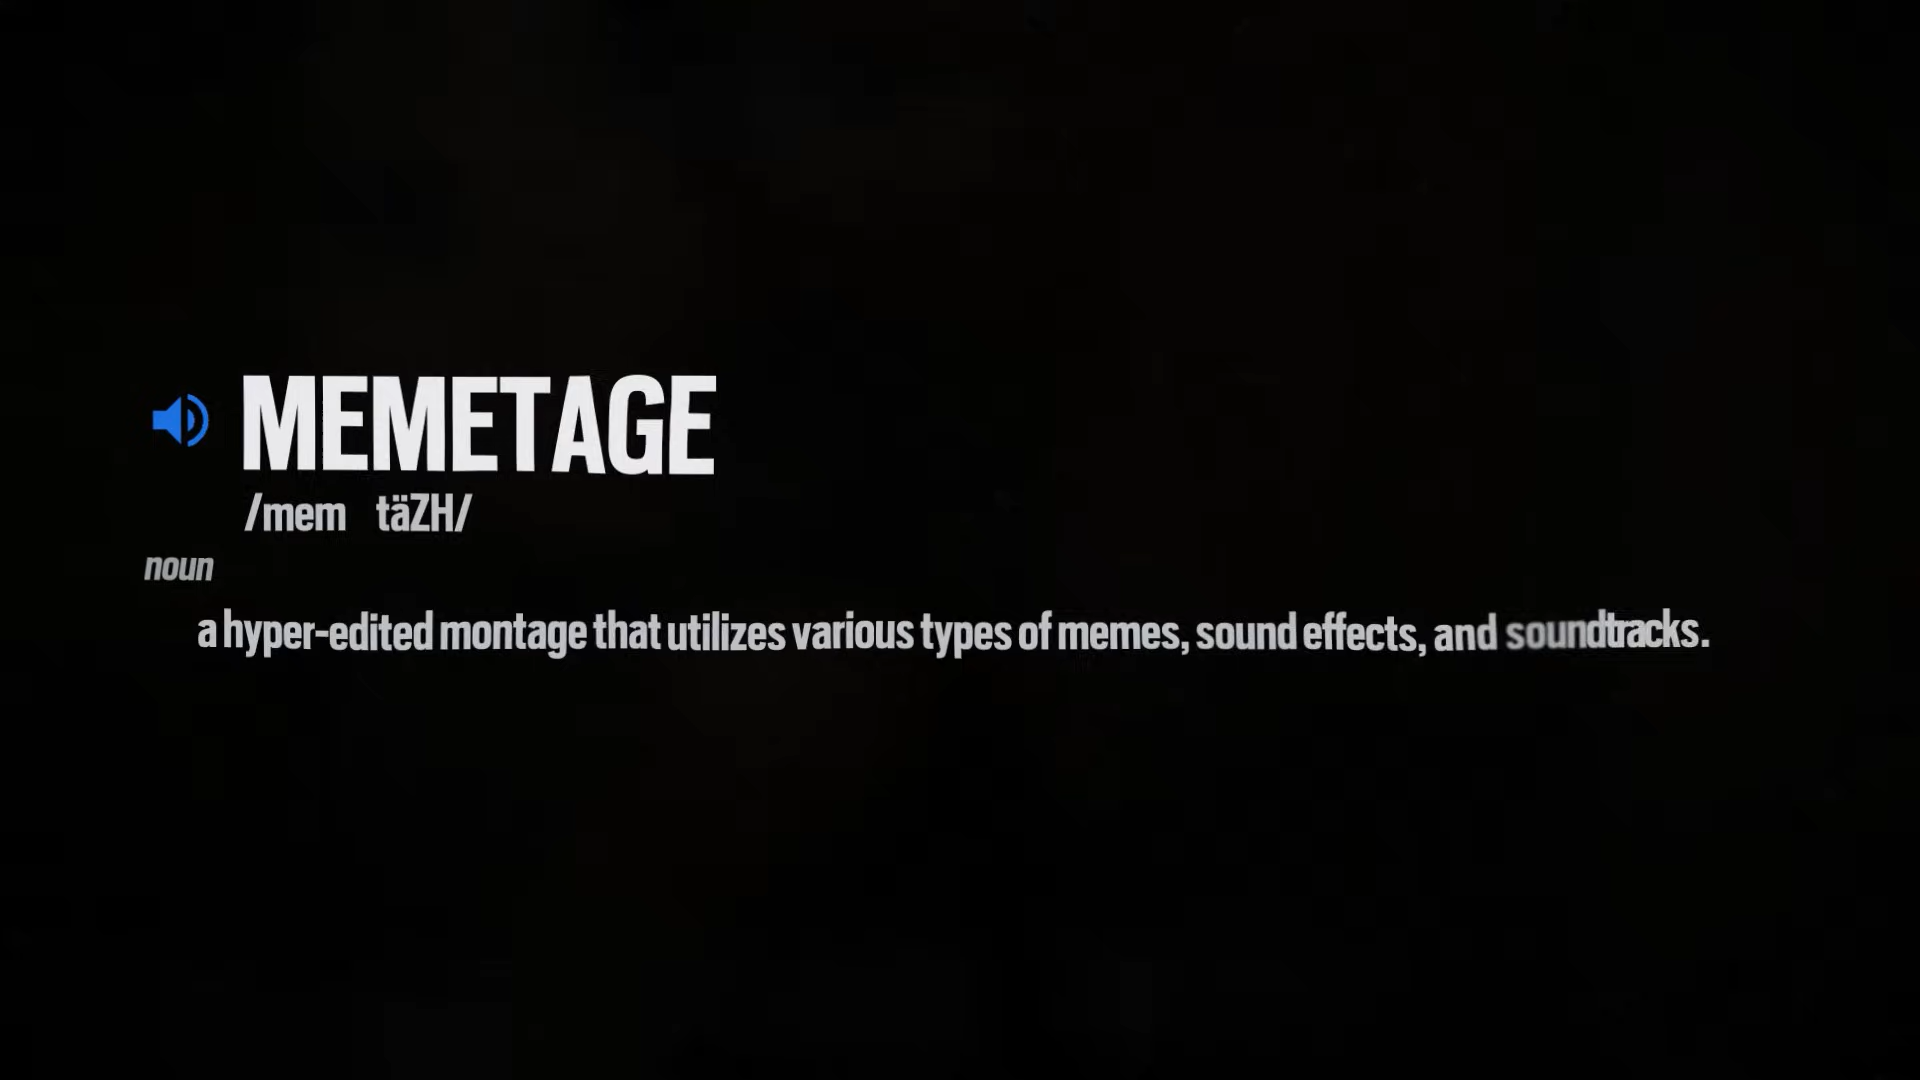 MEMETAGE
/mem täZH/
noun
a hyper-edited montage that utilizes various types of memes, sound effects, and soundtracks.